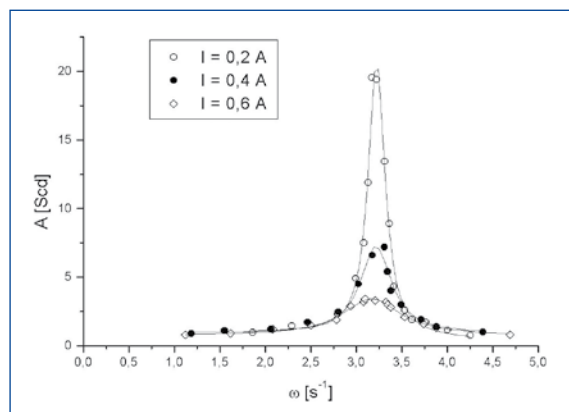 I = 0,2 A
I = 0,4 A
I = 0,6 A
20
15
10
5
0
A [Scd]
0,0 0,5 1,0 1,5 2,0 2,5 3,0 3,5 4,0 4,5 5,0
ω [s⁻¹]